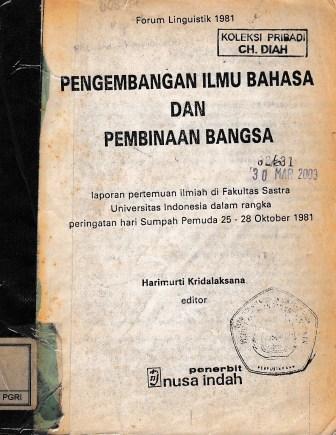 Forum Linguistik 1981
KOLEKSI PRIBADI
CH. DIAH
PENGEMBANGAN ILMU BAHASA
DAN
PEMBINAAN BANGSA
30 MAR 2003
laporan pertemuan ilmiah di Fakultas Sastra
Universitas Indonesia dalam rangka
peringatan hari Sumpah Pemuda 25 - 28 Oktober 1981
Harimurti Kridalaksana
editor
penerbit
nusa indah
PERPUSTAKAAN
PGRI